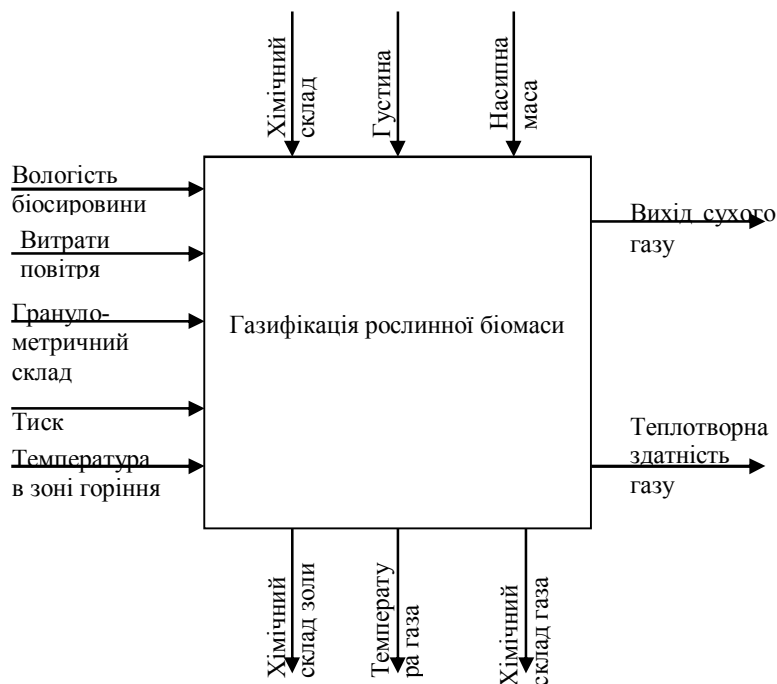 Хімічний
склад
Густина
Насипна
маса
Вологість
біосировини
Витрати
повітря
Грануло-
метричний
склад
Тиск
Температура
в зоні горіння
Газифікація рослинної біомаси
Вихід сухого
газу
Теплотворна
здатність
газу
Хімічний
склад золи
Температу
ра газа
Хімічний
склад газа